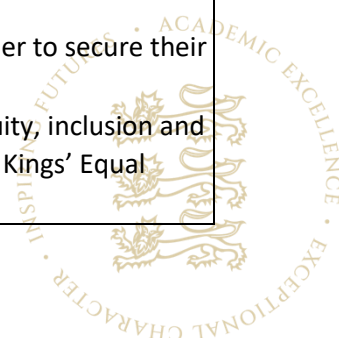 er to secure their
uity, inclusion and
Kings' Equal
INSPIRING FUTURES • ACADEMIC EXCELLENCE • EXCEPTIONAL CHARACTER